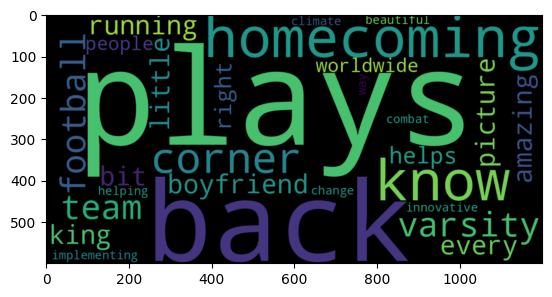 0
100
200
300
400
500
0
200
400
600
800
1000
climate
beautiful
running
people
homecoming
football
little
plays
right
worldwide
way
picture
amazing
combat
corner
helps
bit
boyfriend
know
helping
change
team
back
innovative
varsity
king
every
implementing